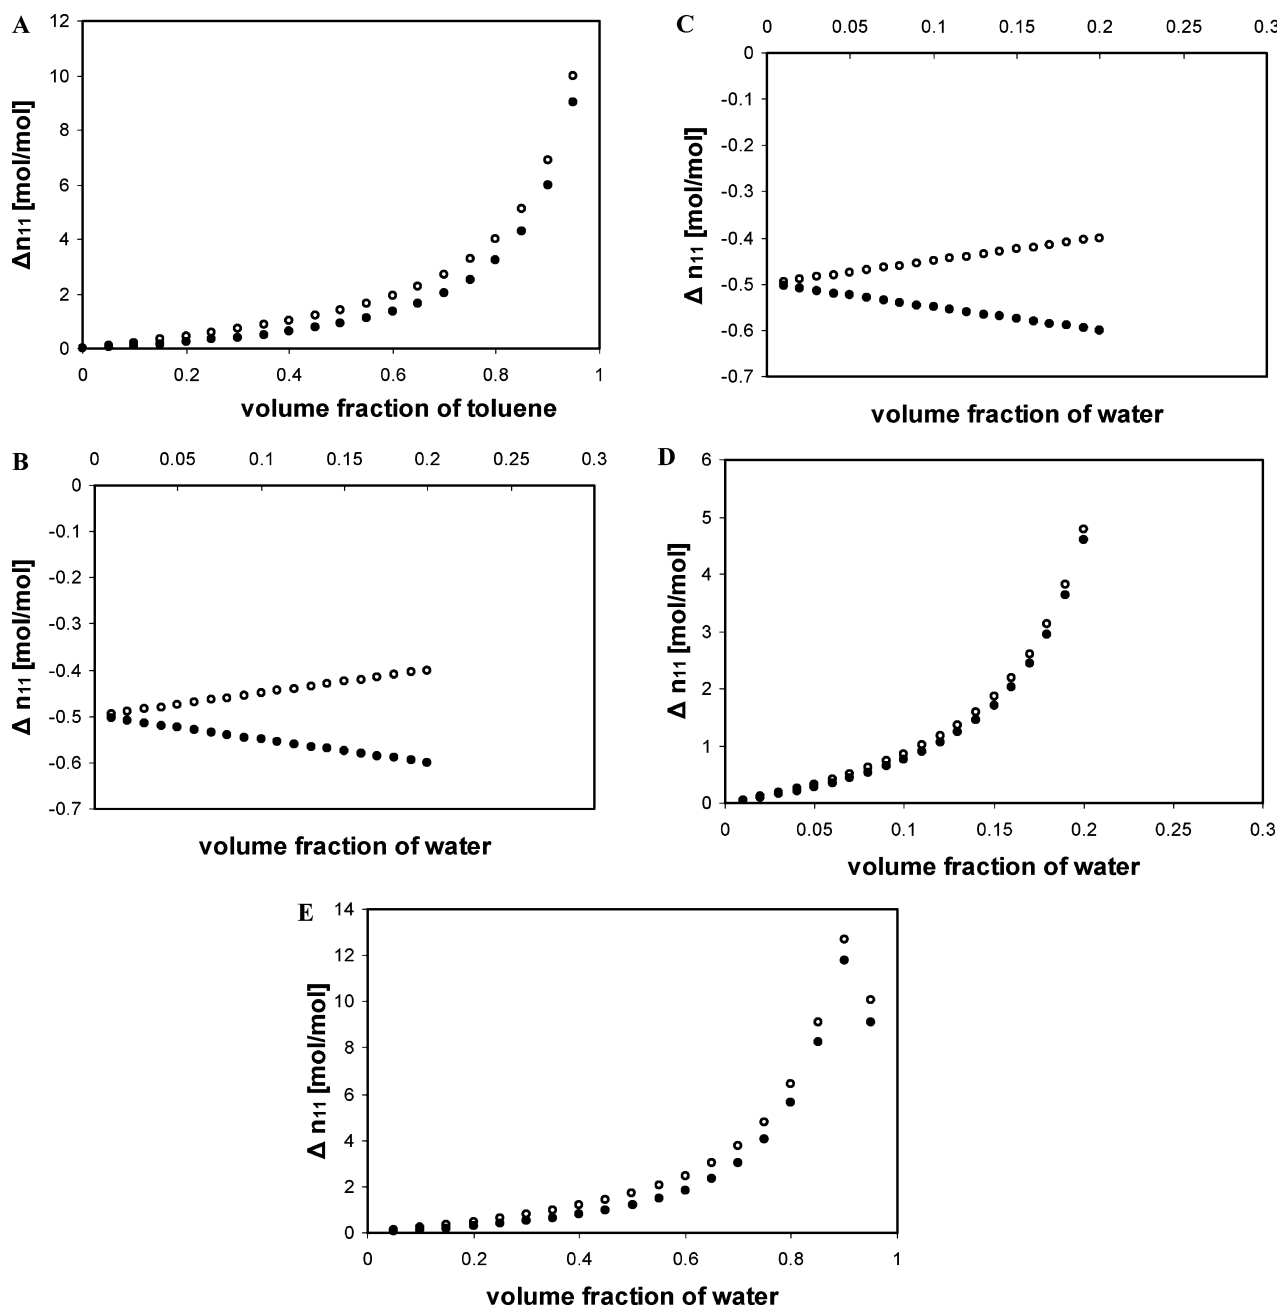 A
12
10
8
6
4
2
0
0 0.2 0.4 0.6 0.8 1
Δn11 [mol/mol]
volume fraction of toluene
C
0 0.05 0.1 0.15 0.2 0.25 0.3
0
-0.1
-0.2
-0.3
-0.4
-0.5
-0.6
-0.7
Δ n11 [mol/mol]
volume fraction of water
B
0 0.05 0.1 0.15 0.2 0.25 0.3
0
-0.1
-0.2
-0.3
-0.4
-0.5
-0.6
-0.7
Δ n11 [mol/mol]
volume fraction of water
D
6
5
4
3
2
1
0
0 0.05 0.1 0.15 0.2 0.25 0.3
Δ n11 [mol/mol]
volume fraction of water
E
14
12
10
8
6
4
2
0
0 0.2 0.4 0.6 0.8 1
Δ n11 [mol/mol]
volume fraction of water